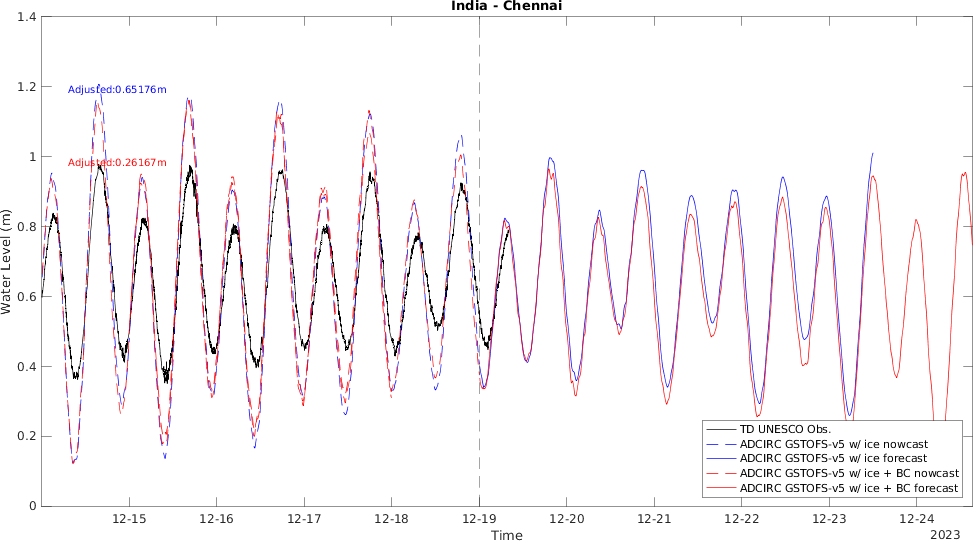 India - Chennai
1.4
1.2
1
0.8
0.6
0.4
0.2
0
Water Level (m)
Adjusted:0.65176m
Adjusted:0.26167m
TD UNESCO Obs.
ADCIRC GSTOFS-v5 w/ ice nowcast
ADCIRC GSTOFS-v5 w/ ice forecast
ADCIRC GSTOFS-v5 w/ ice + BC nowcast
ADCIRC GSTOFS-v5 w/ ice + BC forecast
12-15 12-16 12-17 12-18 12-19 12-20 12-21 12-22 12-23 12-24
2023
Time